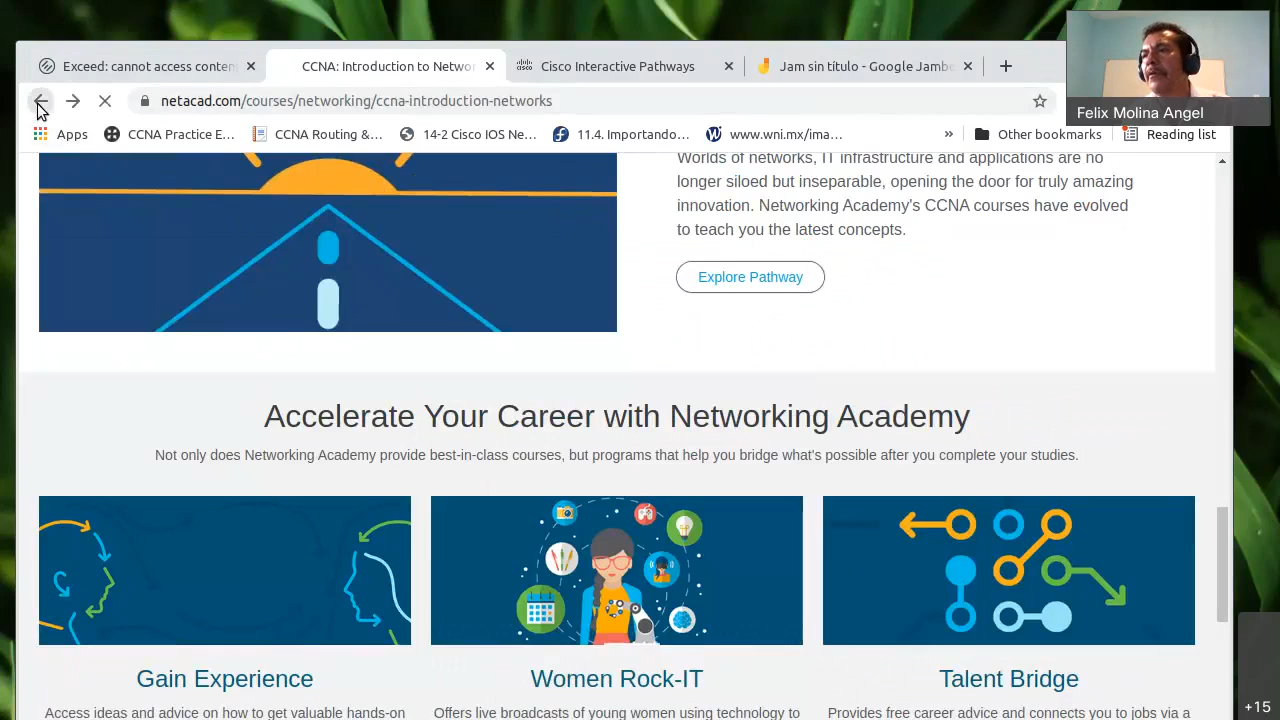 Exceed: cannot access conten
CCNA: Introduction to Networ
Cisco Interactive Pathways
Jam sin título - Google Jambo
netacad.com/courses/networking/ccna-introduction-networks
Felix Molina Angel
Apps
CCNA Practice E...
CCNA Routing &...
14-2 Cisco IOS Ne...
11.4. Importando...
www.wni.mx/ima...
»
Other bookmarks
Reading list
Worlds of networks, IT infrastructure and applications are no
longer siloed but inseparable, opening the door for truly amazing
innovation. Networking Academy's CCNA courses have evolved
to teach you the latest concepts.
Explore Pathway
Accelerate Your Career with Networking Academy
Not only does Networking Academy provide best-in-class courses, but programs that help you bridge what's possible after you complete your studies.
Gain Experience
Women Rock-IT
Talent Bridge
Access ideas and advice on how to get valuable hands-on
Offers live broadcasts of young women using technology to
Provides free career advice and connects you to jobs via a
+15